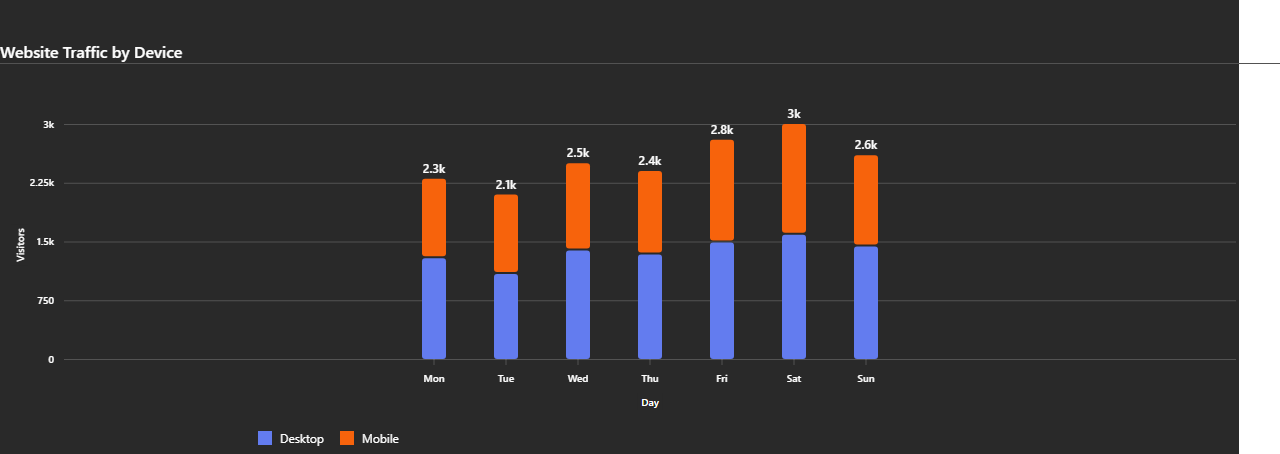 Website Traffic by Device
3k
2.25k
1.5k
750
0
Visitors
2.3k
2.1k
2.5k
2.4k
2.8k
3k
2.6k
Mon Tue Wed Thu Fri Sat Sun
Day
Desktop Mobile